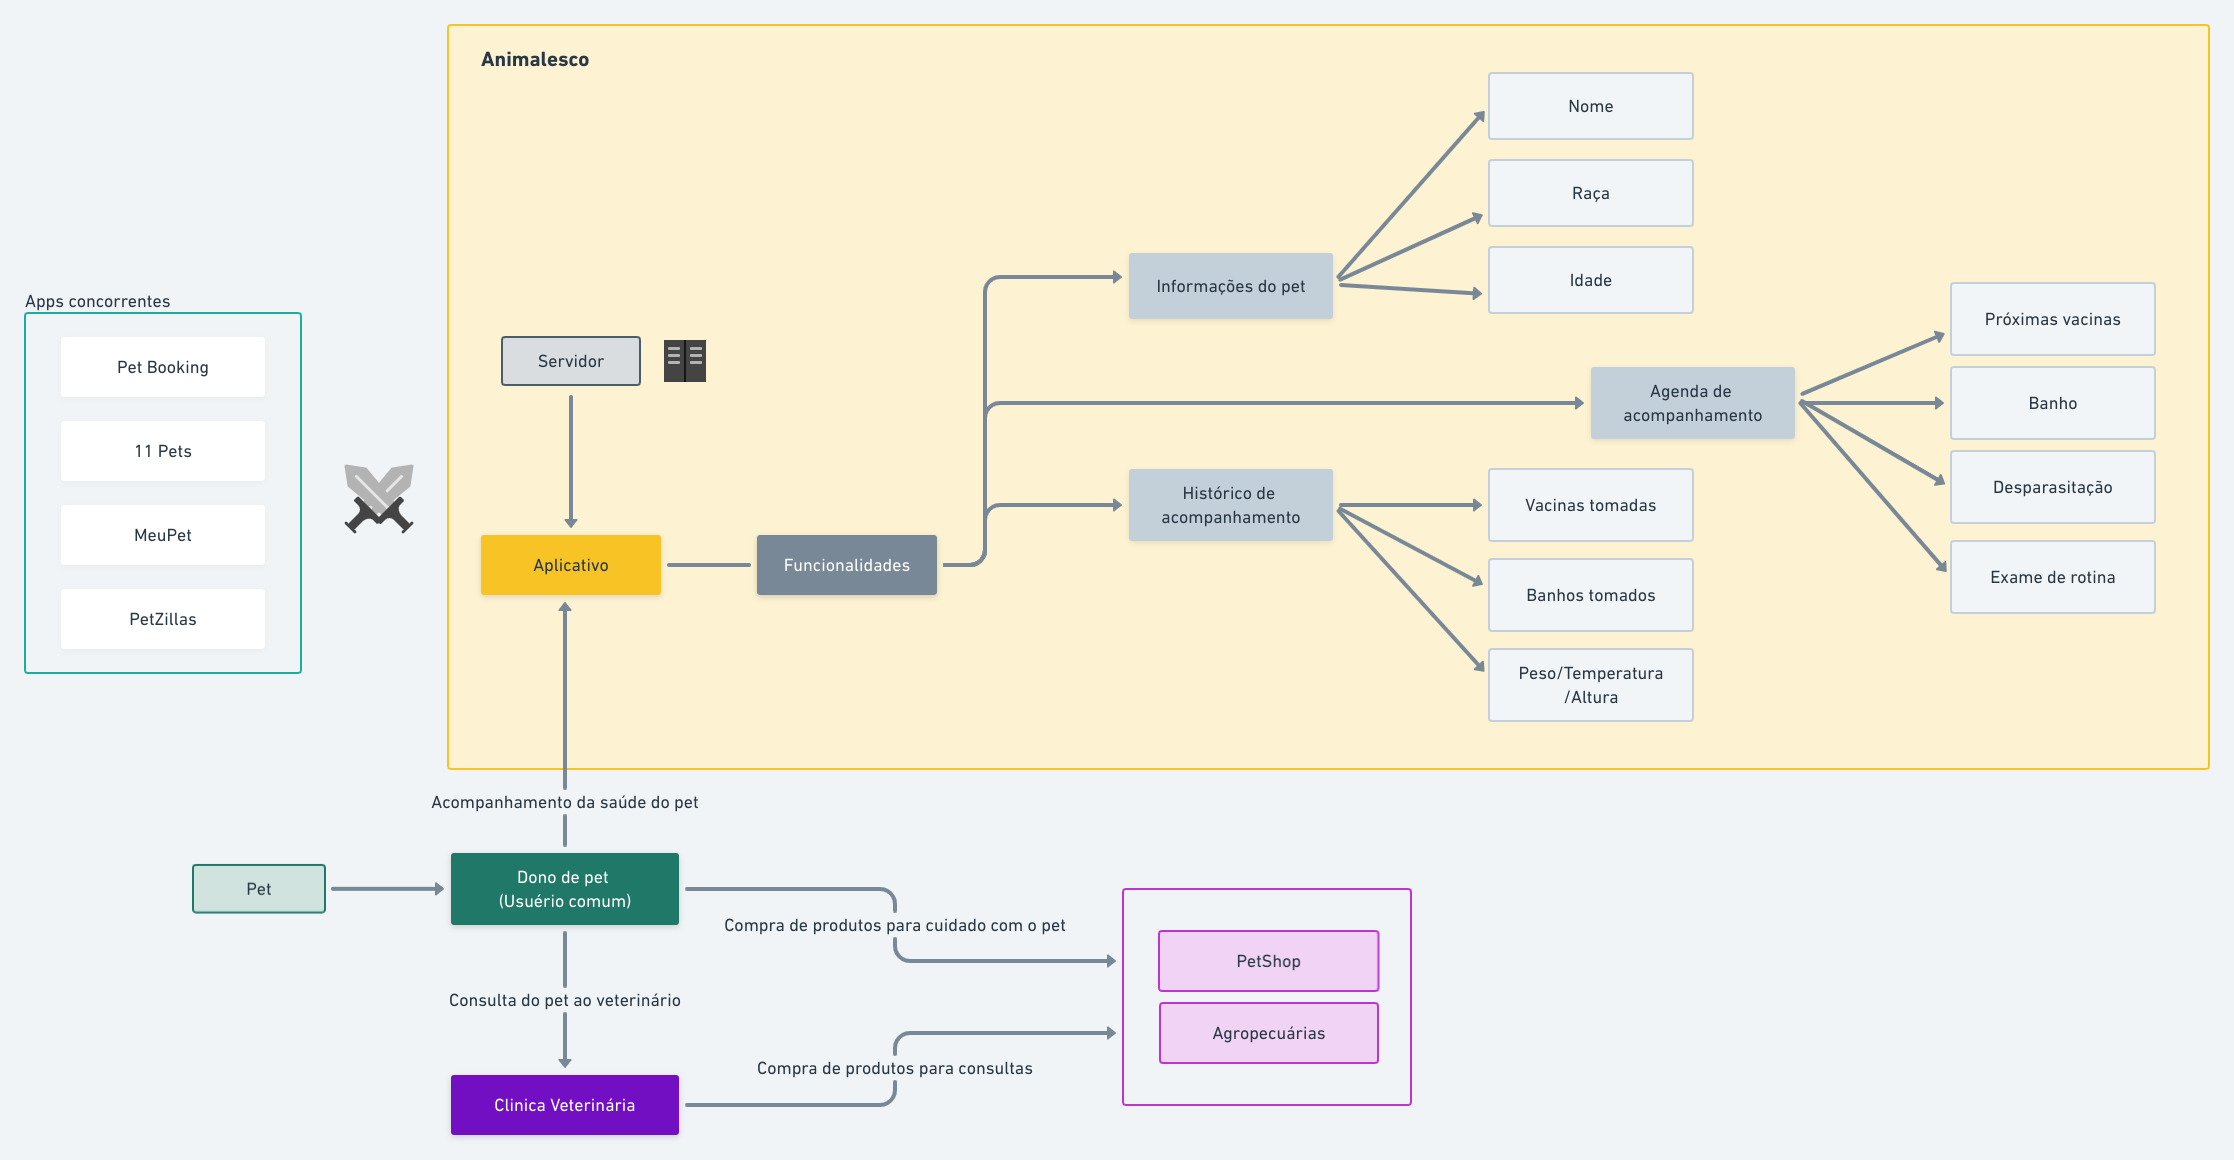 Animalesco
Nome
Raça
Informações do pet
Idade
Apps concorrentes
Pet Booking
11 Pets
MeuPet
PetZillas
Servidor
Próximas vacinas
Agenda de
acompanhamento
Banho
Desparasitação
Exame de rotina
Histórico de
acompanhamento
Vacinas tomadas
Banhos tomados
Peso/Temperatura
/Altura
Aplicativo
Funcionalidades
Acompanhamento da saúde do pet
Pet
Dono de pet
(Usuério comum)
Compra de produtos para cuidado com o pet
PetShop
Agropecuárias
Consulta do pet ao veterinário
Compra de produtos para consultas
Clinica Veterinária